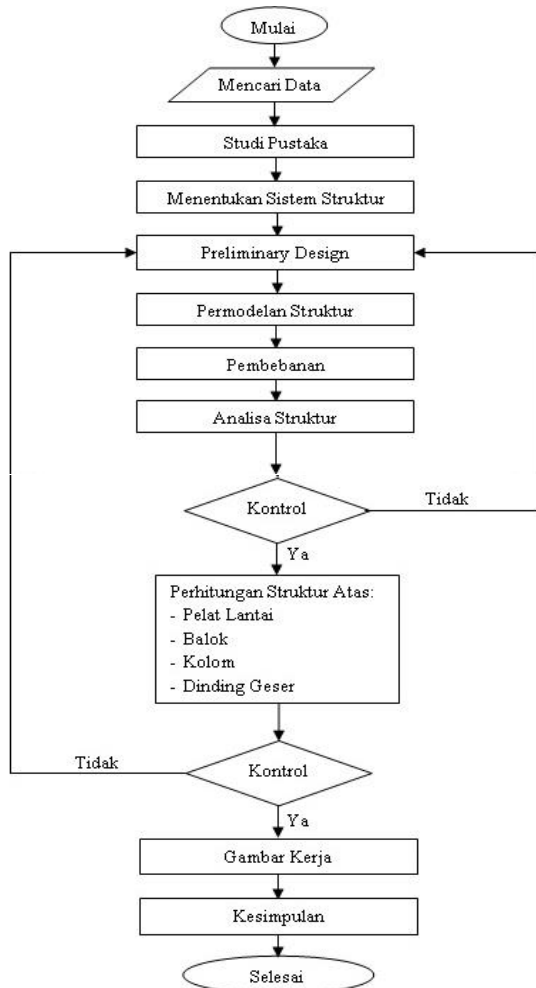 Mulai
Mencari Data
Studi Pustaka
Menentukan Sistem Struktur
Preliminary Design
Permodelan Struktur
Pembebanan
Analisa Struktur
Kontrol
Tidak
Ya
Perhitungan Struktur Atas:
- Pelat Lantai
- Balok
- Kolom
- Dinding Geser
Tidak
Kontrol
Ya
Gambar Kerja
Kesimpulan
Selesai